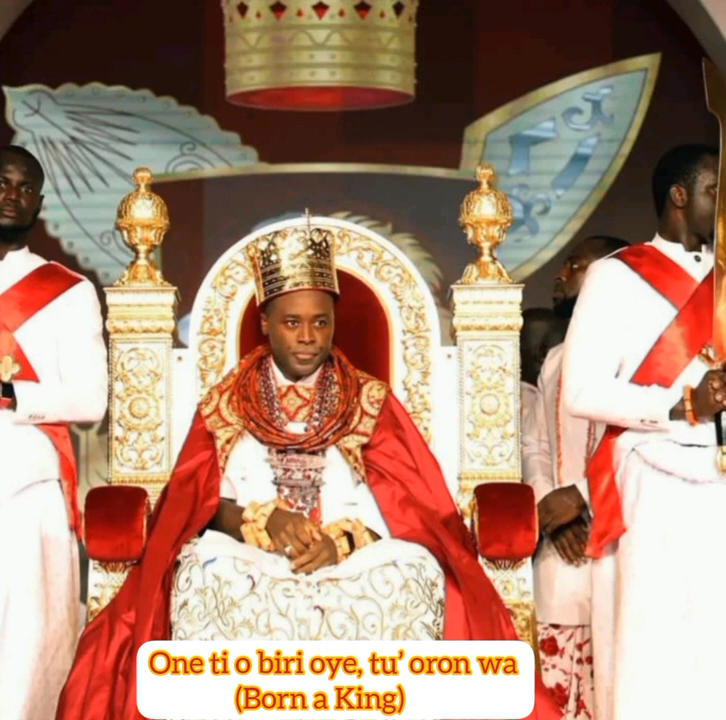 One ti o biri oye, tu’ oron wa
(Born a King)